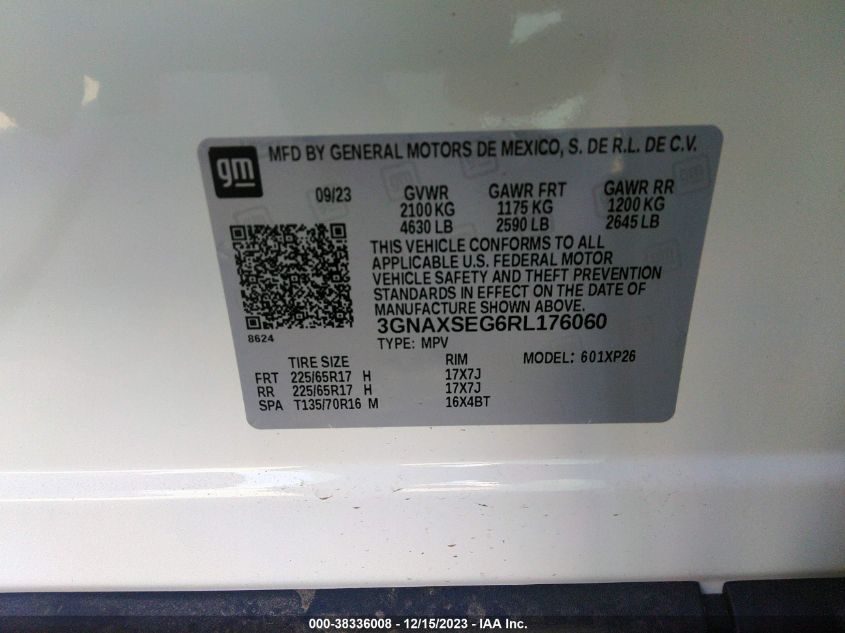 gm
MFD BY GENERAL MOTORS DE MEXICO, S. DE R.L. DE C.V.
09/23 GVWR GAWR FRT GAWR RR
2100 KG 1175 KG 1200 KG
4630 LB 2590 LB 2645 LB
THIS VEHICLE CONFORMS TO ALL
APPLICABLE U.S. FEDERAL MOTOR
VEHICLE SAFETY AND THEFT PREVENTION
STANDARDS IN EFFECT ON THE DATE OF
MANUFACTURE SHOWN ABOVE.
3GNAXSEG6RL176060
8624
TYPE: MPV
TIRE SIZE RIM MODEL: 601XP26
FRT 225/65R17 H 17X7J
RR 225/65R17 H 17X7J
SPA T135/70R16 M 16X4BT
000-38336008 - 12/15/2023 - IAA Inc.